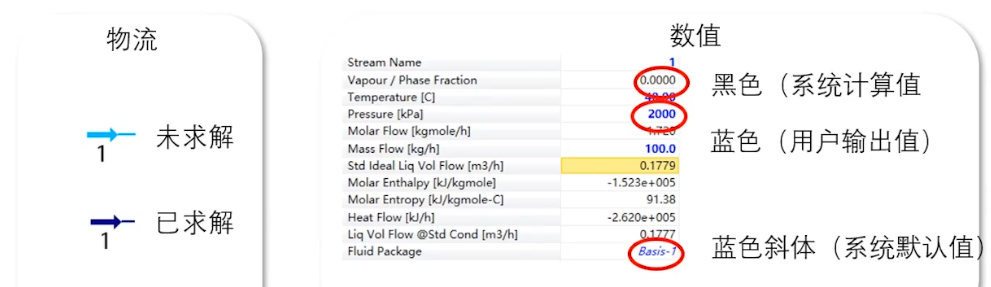 物流
1
未求解
1
已求解
数值
Stream Name 1
Vapour / Phase Fraction 0.0000
Temperature [C] 40.00
Pressure [kPa] 2000
Molar Flow [kgmole/h] 1.720
Mass Flow [kg/h] 100.0
Std Ideal Liq Vol Flow [m3/h] 0.1779
Molar Enthalpy [kJ/kgmole] -1.523e+005
Molar Entropy [kJ/kgmole-C] 91.38
Heat Flow [kJ/h] -2.620e+005
Liq Vol Flow @Std Cond [m3/h] 0.1777
Fluid Package Basis-1
黑色（系统计算值
蓝色（用户输出值）
蓝色斜体（系统默认值）